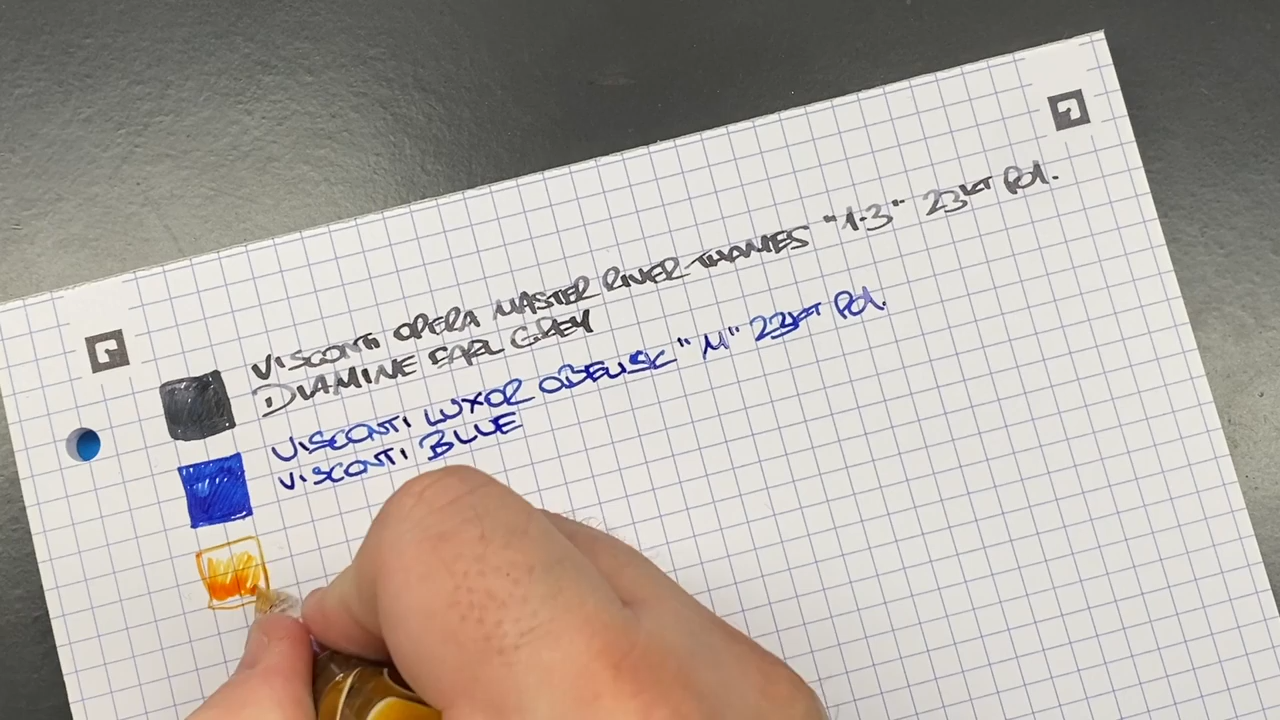 VISCONTI OPERA MASTER RIVER THAMES "1.3" 23KT Pd.
DIAMINE EARL GREY
VISCONTI LUXOR OBELISK "M" 23KT Pd.
VISCONTI BLUE